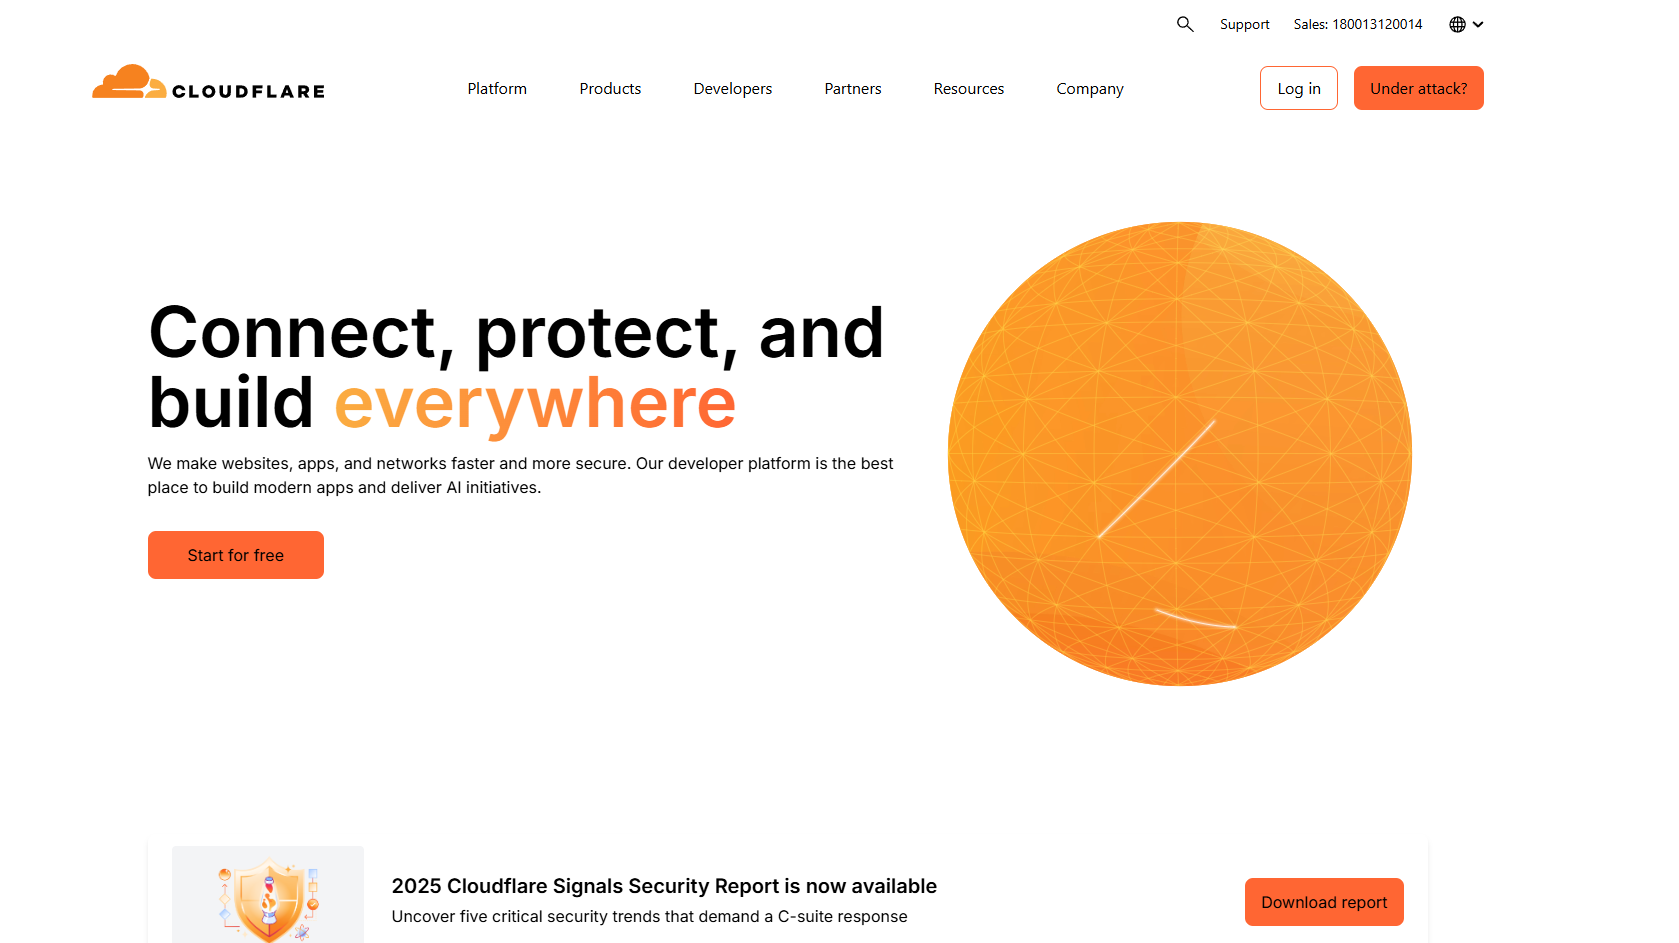 Support
Sales: 180013120014
CLOUDFLARE
Platform
Products
Developers
Partners
Resources
Company
Log in
Under attack?
Connect, protect, and
build everywhere
We make websites, apps, and networks faster and more secure. Our developer platform is the best
place to build modern apps and deliver AI initiatives.
Start for free
2025 Cloudflare Signals Security Report is now available
Uncover five critical security trends that demand a C-suite response
Download report